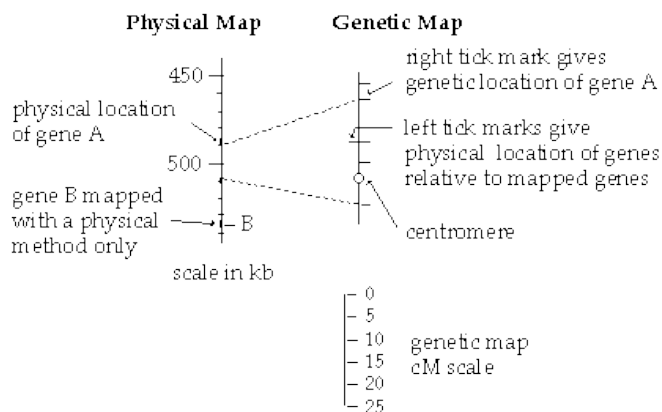 Physical Map
Genetic Map
450
right tick mark gives
genetic location of gene A
physical location
of gene A
left tick marks give
physical location of genes
relative to mapped genes
500
gene B mapped
with a physical
method only
B
centromere
scale in kb
0
5
10
15
20
25
genetic map
cM scale